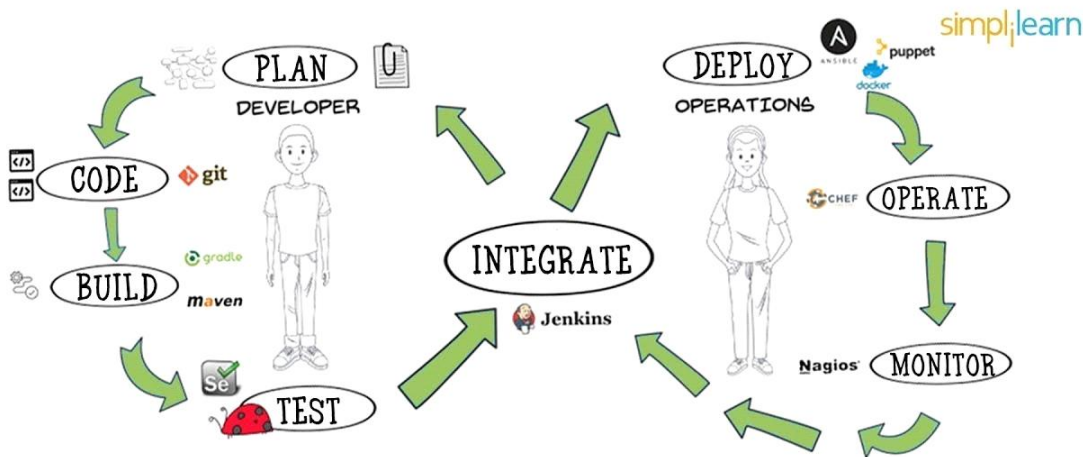 simplilearn
PLAN
DEVELOPER
</>
</>
CODE
git
BUILD
gradle
maven
Se
TEST
INTEGRATE
Jenkins
DEPLOY
OPERATIONS
ANSIBLE
puppet
docker
CHEF
OPERATE
Nagios
MONITOR